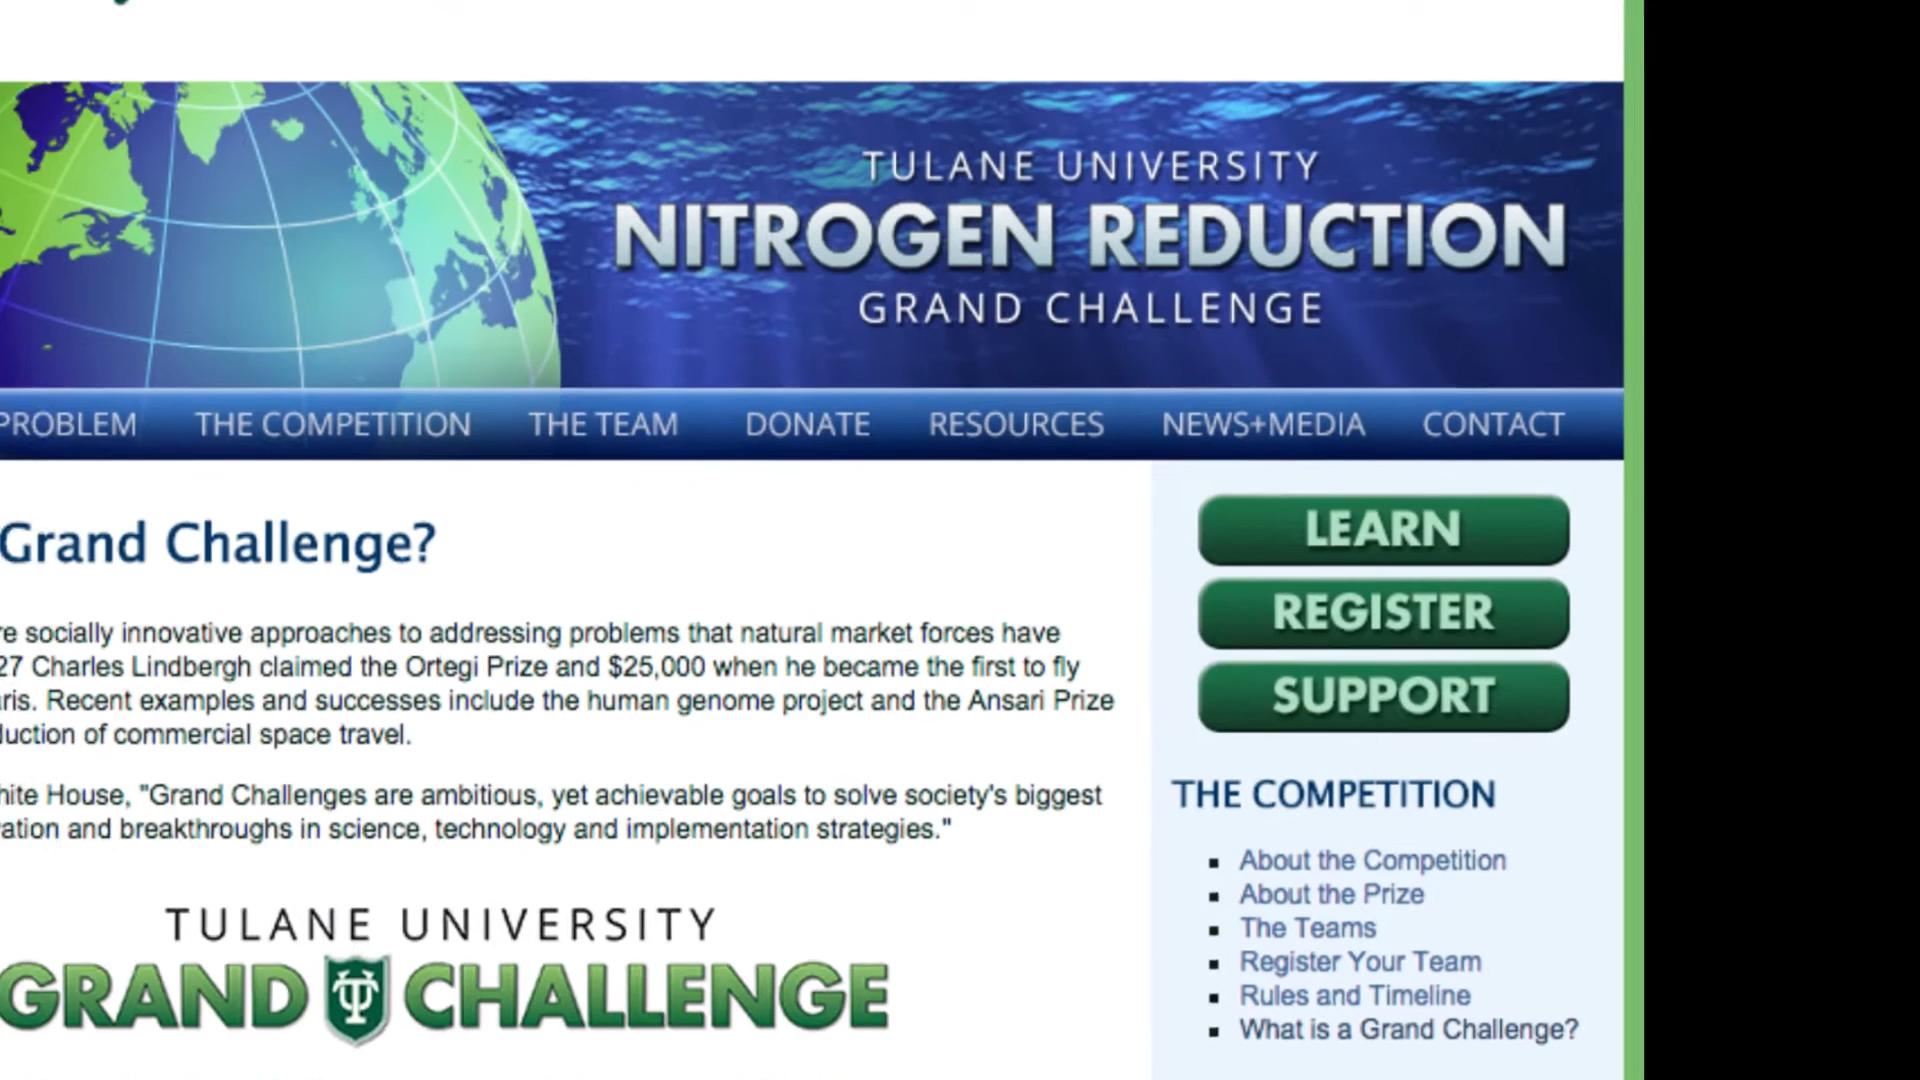 TULANE UNIVERSITY
NITROGEN REDUCTION
GRAND CHALLENGE
PROBLEM THE COMPETITION THE TEAM DONATE RESOURCES NEWS+MEDIA CONTACT
Grand Challenge?
socially innovative approaches to addressing problems that natural market forces have
27 Charles Lindbergh claimed the Ortegi Prize and $25,000 when he became the first to fly
Recent examples and successes include the human genome project and the Ansari Prize
of commercial space travel.
House, "Grand Challenges are ambitious, yet achievable goals to solve society's biggest
and breakthroughs in science, technology and implementation strategies."
TULANE UNIVERSITY
GRAND CHALLENGE
LEARN
REGISTER
SUPPORT
THE COMPETITION
About the Competition
About the Prize
The Teams
Register Your Team
Rules and Timeline
What is a Grand Challenge?